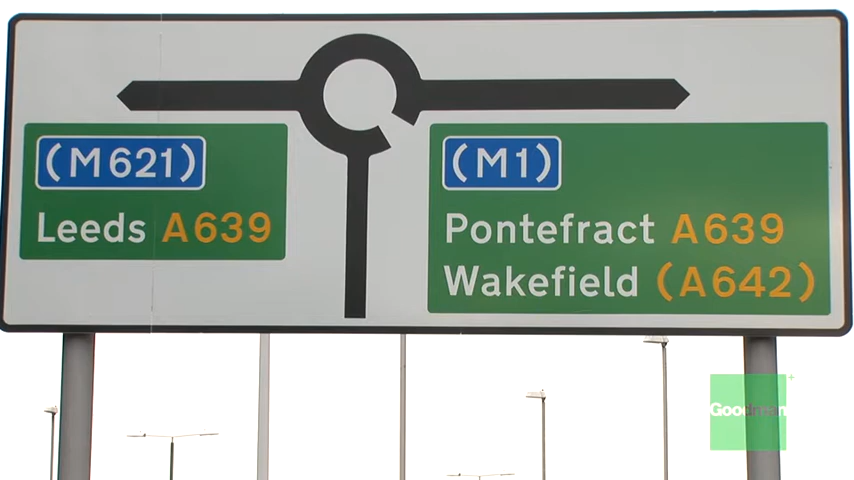 (M621)
Leeds A639
(M1)
Pontefract A639
Wakefield (A642)